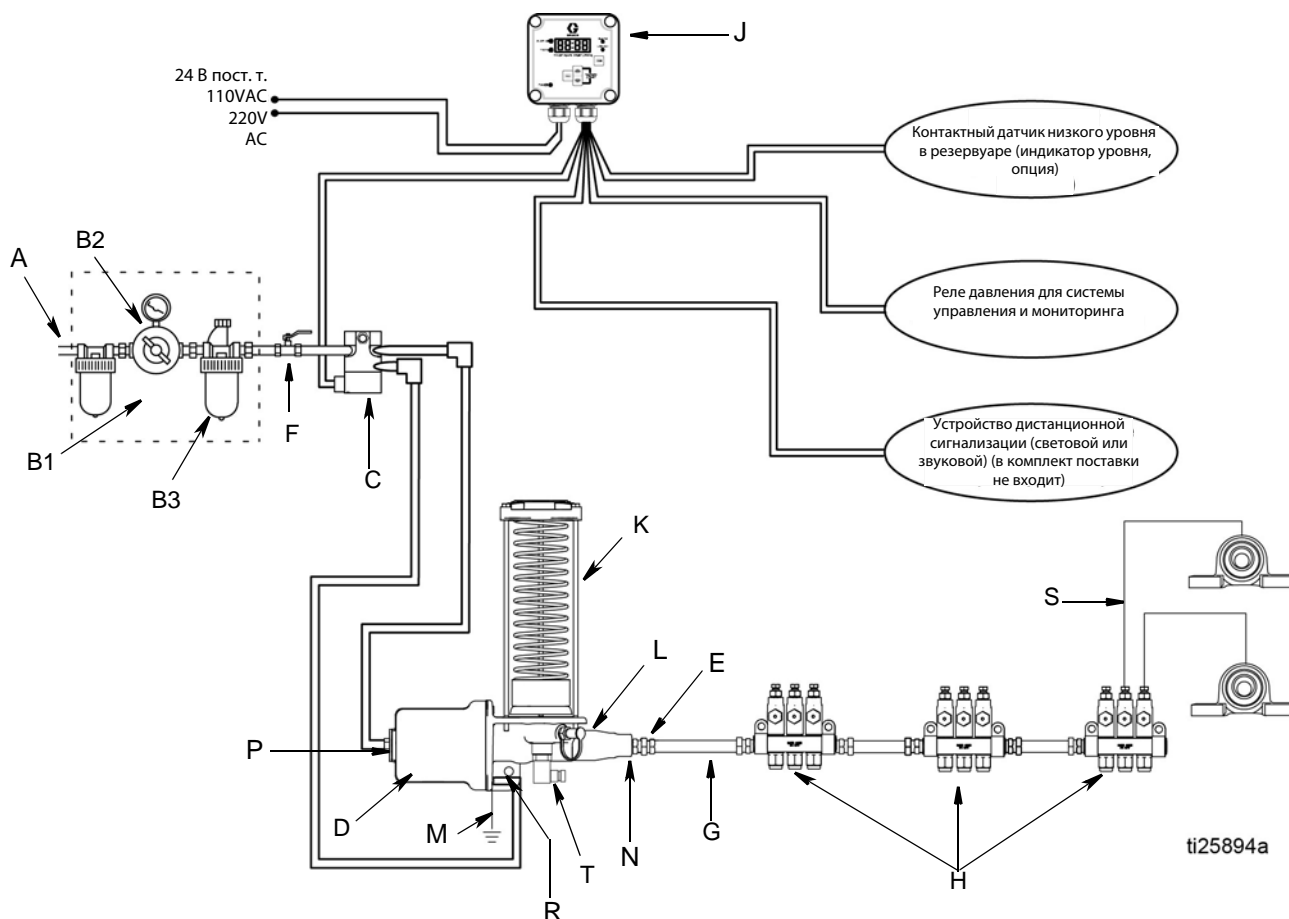 J
24 В пост. т.
110VAC
220V
AC
Контактный датчик низкого уровня
в резервуаре (индикатор уровня,
опция)
B2
A
Реле давления для системы
управления и мониторинга
F
B1
B3
C
Устройство дистанционной
сигнализации (световой или
звуковой) (в комплект поставки
не входит)
K
S
L
E
P
D
M
T
N
G
H
R
ti25894a